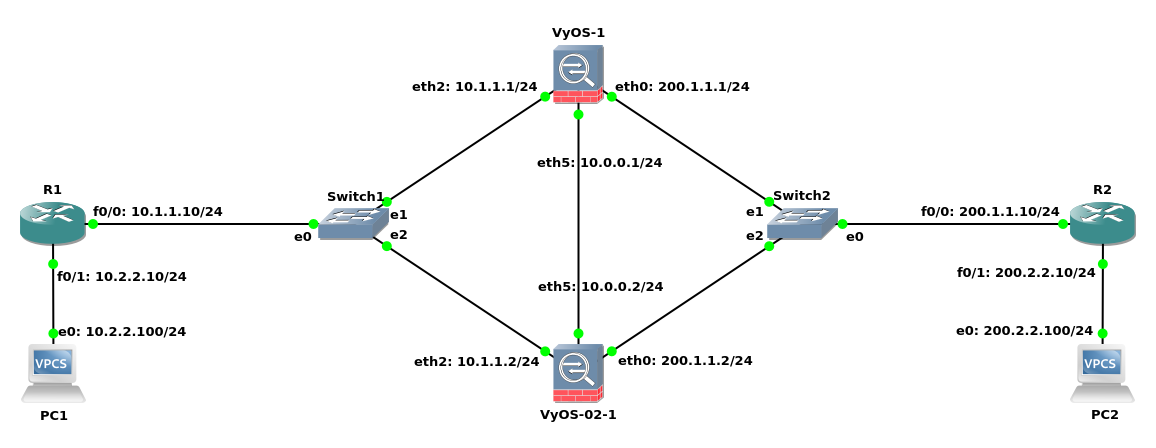 VyOS-1
eth2: 10.1.1.1/24
eth0: 200.1.1.1/24
eth5: 10.0.0.1/24
R1
Switch1
Switch2
R2
f0/0: 10.1.1.10/24
e1
e1
f0/0: 200.1.1.10/24
e0
e2
e2
e0
f0/1: 10.2.2.10/24
eth5: 10.0.0.2/24
f0/1: 200.2.2.10/24
e0: 10.2.2.100/24
e0: 200.2.2.100/24
VPCS
eth2: 10.1.1.2/24
eth0: 200.1.1.2/24
VPCS
PC1
VyOS-02-1
PC2